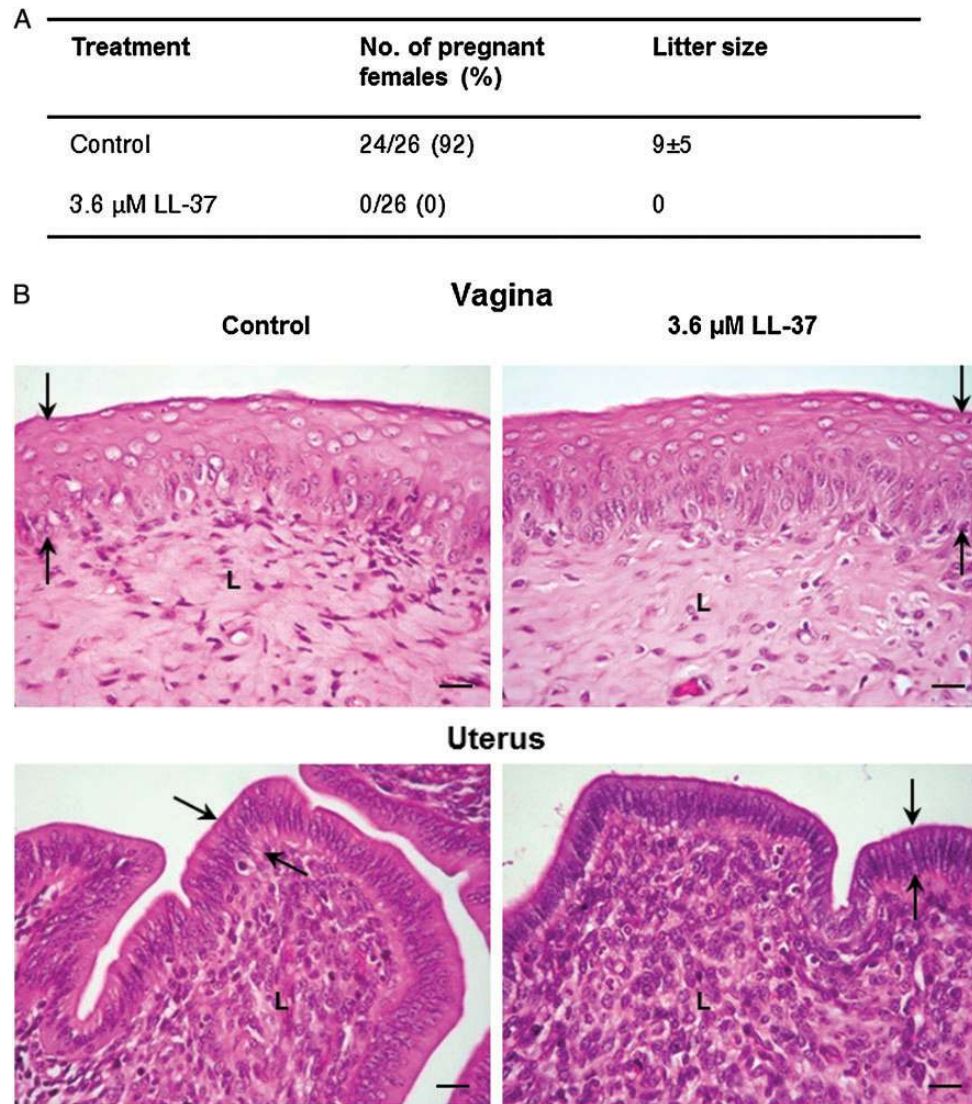 A
Treatment No. of pregnant Litter size
females (%)
Control 24/26 (92) 9±5
3.6 µM LL-37 0/26 (0) 0
B
Vagina
Control 3.6 µM LL-37
L L
Uterus
L L